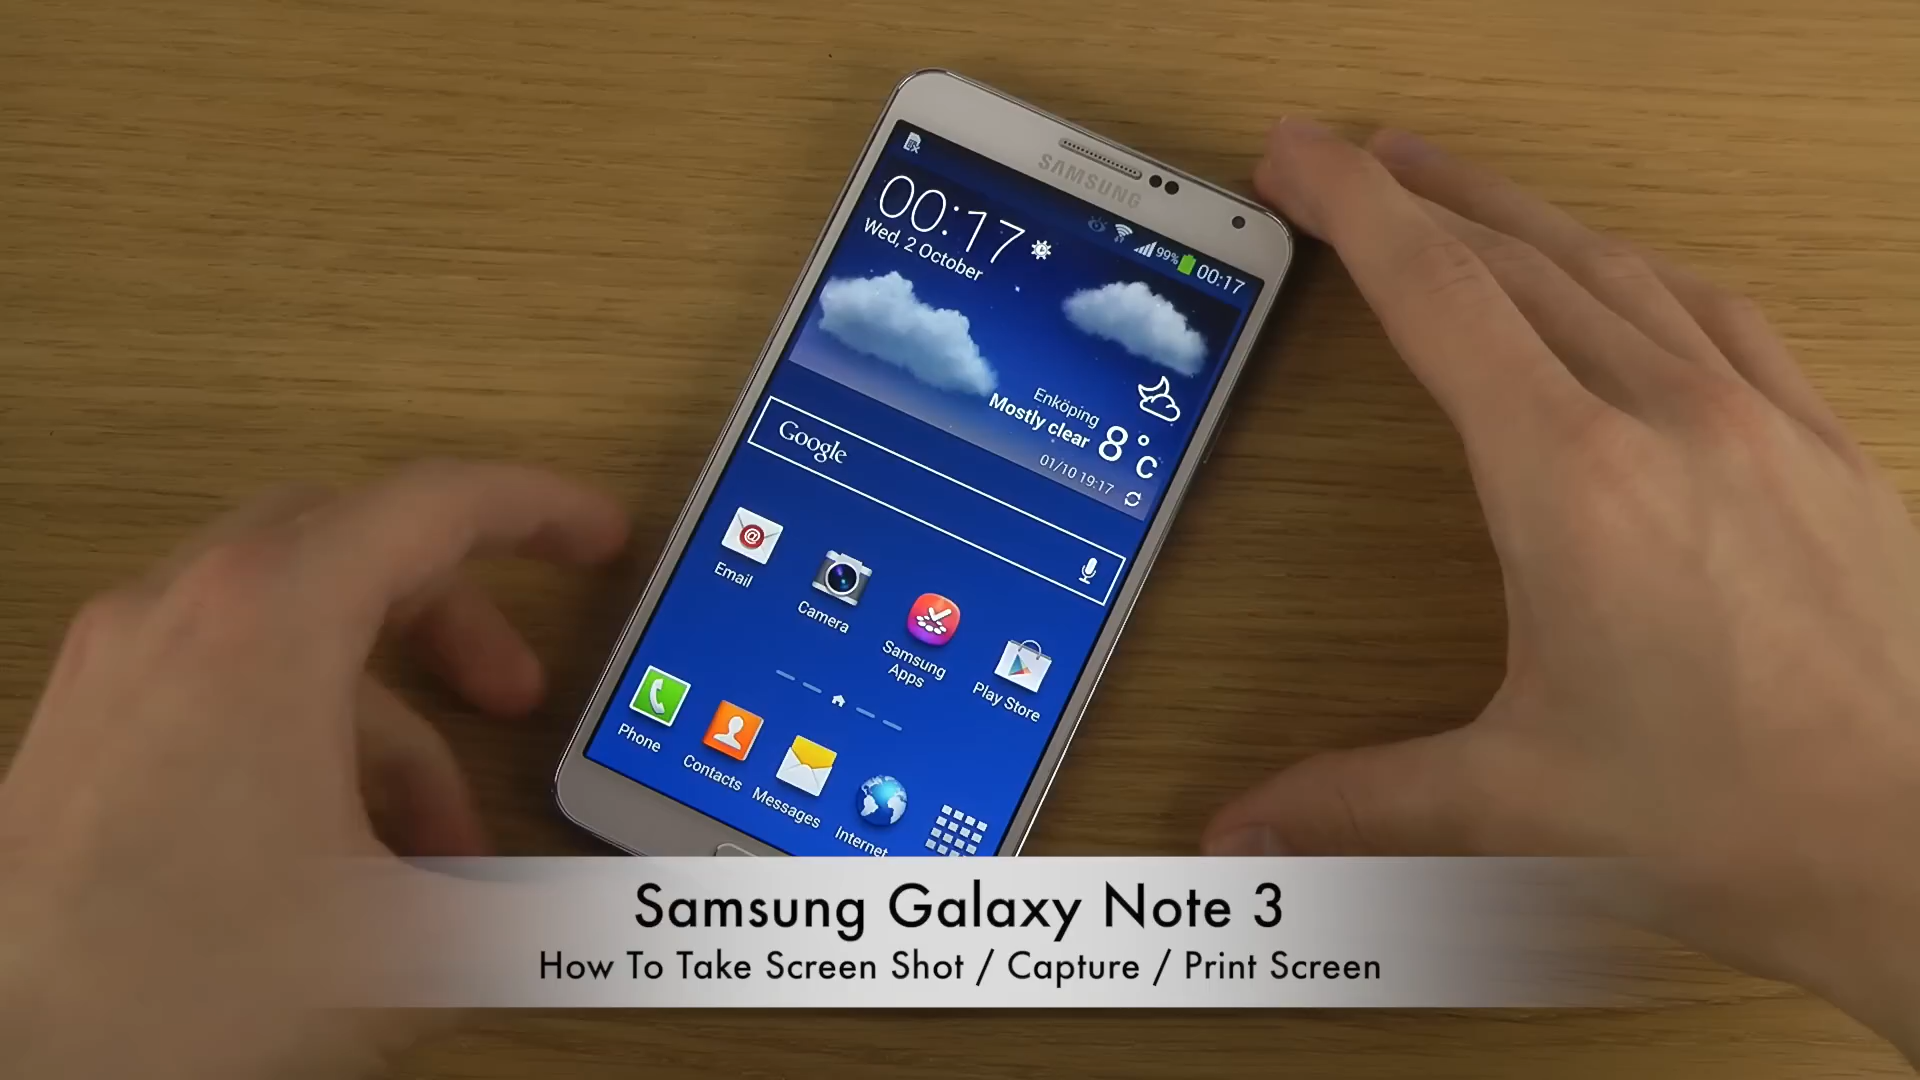 SAMSUNG
99% 00:17
00:17
Wed, 2 October
Enköping
Mostly clear
8°C
01/10 19:17
Google
Email
Camera
Samsung
Apps
Play Store
Phone
Contacts
Messages
Internet
Samsung Galaxy Note 3
How To Take Screen Shot / Capture / Print Screen